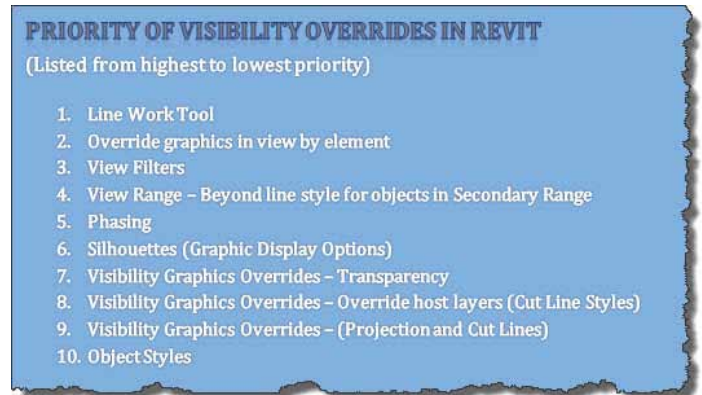 PRIORITY OF VISIBILITY OVERRIDES IN REVIT
(Listed from highest to lowest priority)
1. Line Work Tool
2. Override graphics in view by element
3. View Filters
4. View Range – Beyond line style for objects in Secondary Range
5. Phasing
6. Silhouettes (Graphic Display Options)
7. Visibility Graphics Overrides – Transparency
8. Visibility Graphics Overrides – Override host layers (Cut Line Styles)
9. Visibility Graphics Overrides – (Projection and Cut Lines)
10. Object Styles